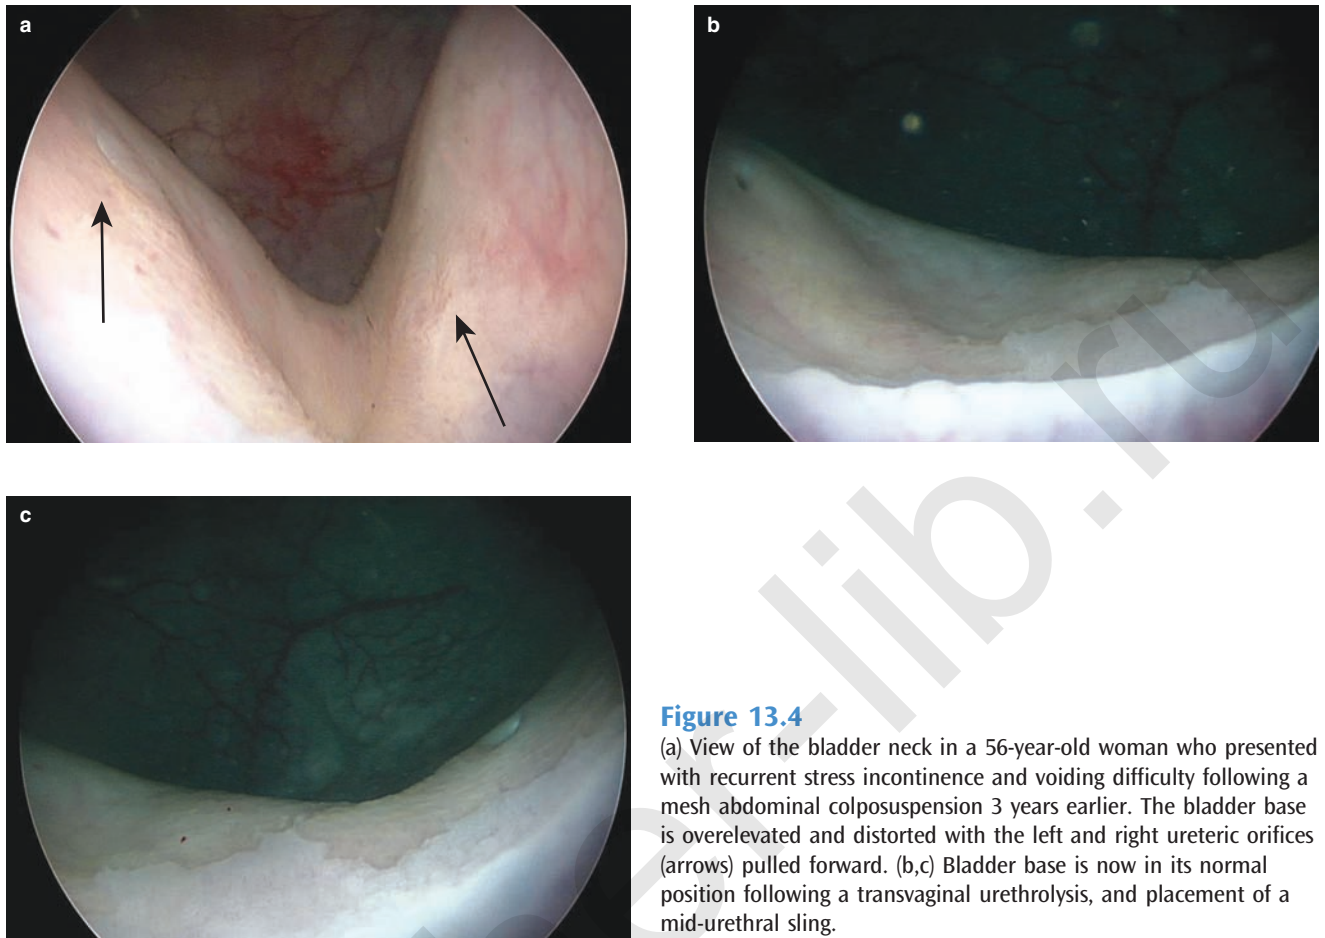 a
b
c
Figure 13.4
(a) View of the bladder neck in a 56-year-old woman who presented
with recurrent stress incontinence and voiding difficulty following a
mesh abdominal colposuspension 3 years earlier. The bladder base
is overelevated and distorted with the left and right ureteric orifices
(arrows) pulled forward. (b,c) Bladder base is now in its normal
position following a transvaginal urethrolysis, and placement of a
mid-urethral sling.
er-lib.ru